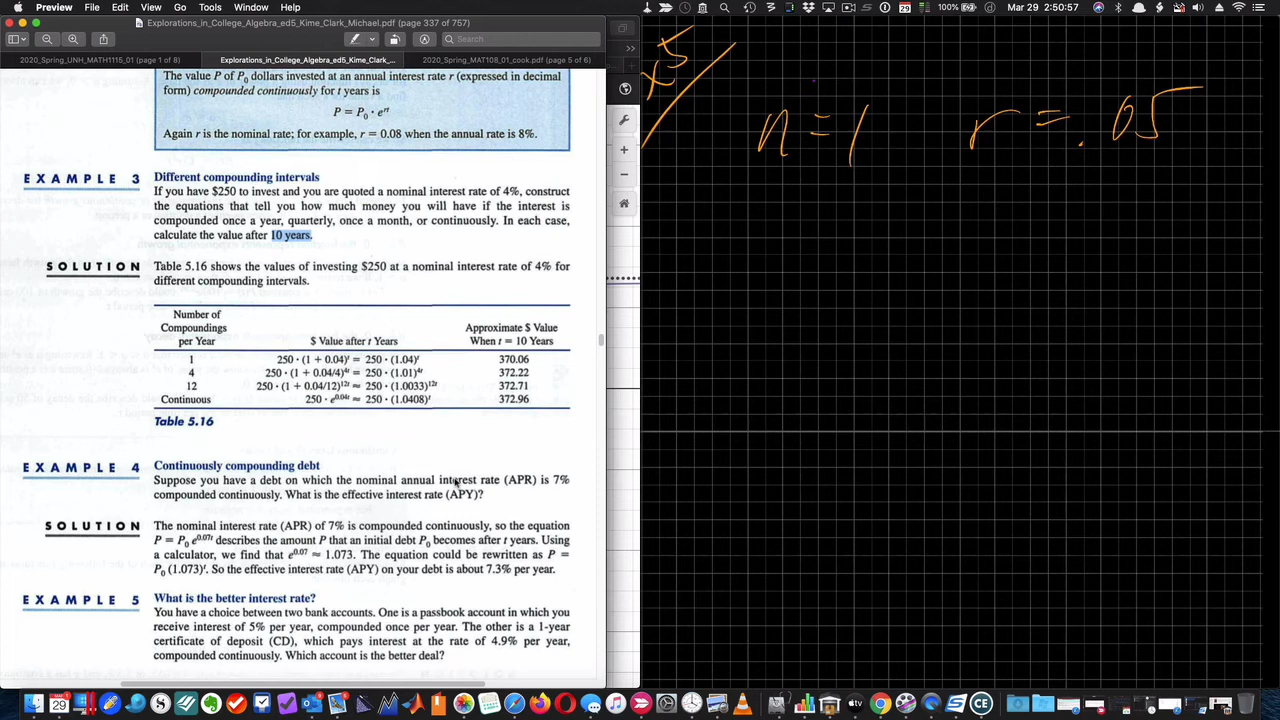 Preview File Edit View Go Tools Window Help
100% Mar 29 2:50:57
Explorations_in_College_Algebra_ed5_Kime_Clark_Michael.pdf (page 337 of 757)
Search
2020_Spring_UNH_MATH1115_01 (page 1 of 8) Explorations_in_College_Algebra_ed5_Kime_Clark_... 2020_Spring_MAT108_01_cook.pdf (page 5 of 6)
The value P of P₀ dollars invested at an annual interest rate r (expressed in decimal
form) compounded continuously for t years is
P = P₀ · eʳᵗ
Again r is the nominal rate; for example, r = 0.08 when the annual rate is 8%.
EXAMPLE 3 Different compounding intervals
If you have $250 to invest and you are quoted a nominal interest rate of 4%, construct
the equations that tell you how much money you will have if the interest is
compounded once a year, quarterly, once a month, or continuously. In each case,
calculate the value after 10 years.
SOLUTION Table 5.16 shows the values of investing $250 at a nominal interest rate of 4% for
different compounding intervals.
Number of
Compoundings
per Year
$ Value after t Years
Approximate $ Value
When t = 10 Years
1 250 · (1 + 0.04)ᵗ = 250 · (1.04)ᵗ 370.06
4 250 · (1 + 0.04/4)⁴ᵗ = 250 · (1.01)⁴ᵗ 372.22
12 250 · (1 + 0.04/12)¹²ᵗ ≈ 250 · (1.0033)¹²ᵗ 372.71
Continuous 250 · e⁰·⁰⁴ᵗ ≈ 250 · (1.0408)ᵗ 372.96
Table 5.16
EXAMPLE 4 Continuously compounding debt
Suppose you have a debt on which the nominal annual interest rate (APR) is 7%
compounded continuously. What is the effective interest rate (APY)?
SOLUTION The nominal interest rate (APR) of 7% is compounded continuously, so the equation
P = P₀ e⁰·⁰⁷ᵗ describes the amount P that an initial debt P₀ becomes after t years. Using
a calculator, we find that e⁰·⁰⁷ ≈ 1.073. The equation could be rewritten as P =
P₀ (1.073)ᵗ. So the effective interest rate (APY) on your debt is about 7.3% per year.
EXAMPLE 5 What is the better interest rate?
You have a choice between two bank accounts. One is a passbook account in which you
receive interest of 5% per year, compounded once per year. The other is a 1-year
certificate of deposit (CD), which pays interest at the rate of 4.9% per year,
compounded continuously. Which account is the better deal?
x⁵
n = 1 r = .05